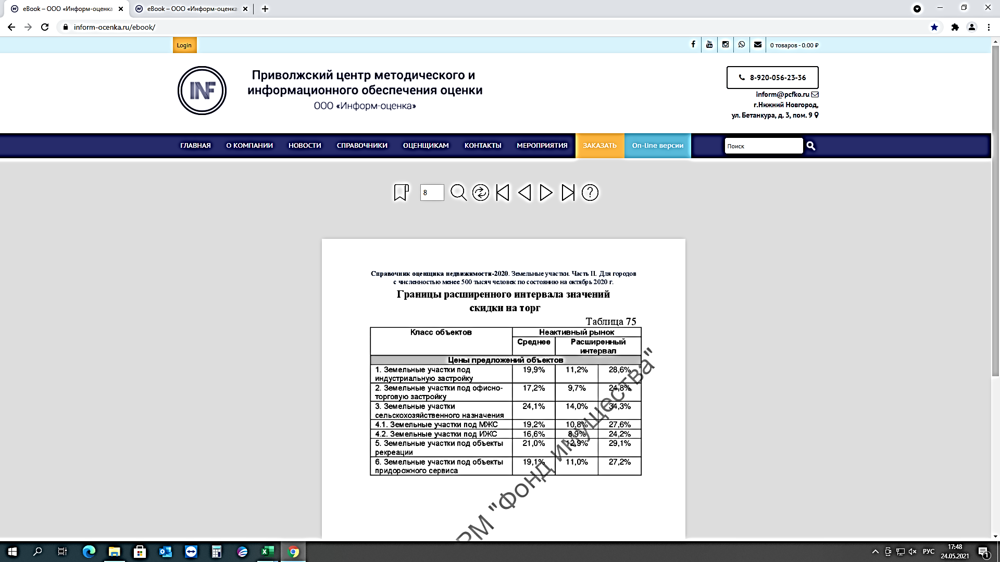 eBook – ООО «Информ-оценка
eBook – ООО «Информ-оценка
inform-ocenka.ru/ebook/
Login
0 товаров - 0.00 ₽
INF
Приволжский центр методического и
информационного обеспечения оценки
ООО «Информ-оценка»
8-920-056-23-36
inform@pcfko.ru
г.Нижний Новгород,
ул. Бетанкура, д. 3, пом. 9
ГЛАВНАЯ О КОМПАНИИ НОВОСТИ СПРАВОЧНИКИ ОЦЕНЩИКАМ КОНТАКТЫ МЕРОПРИЯТИЯ ЗАКАЗАТЬ On-line версии Поиск
8
Справочник оценщика недвижимости-2020. Земельные участки. Часть II. Для городов
с численностью менее 500 тысяч человек по состоянию на октябрь 2020 г.
Границы расширенного интервала значений
скидки на торг
Таблица 75
Класс объектов Неактивный рынок
Среднее Расширенный
интервал
Цены предложений объектов
1. Земельные участки под 19,9% 11,2% 28,6%
индустриальную застройку
2. Земельные участки под офисно- 17,2% 9,7% 24,8%
торговую застройку
3. Земельные участки 24,1% 14,0% 34,3%
сельскохозяйственного назначения
4.1. Земельные участки под МЖС 19,2% 10,8% 27,6%
4.2. Земельные участки под ИЖС 16,6% 8,9% 24,2%
5. Земельные участки под объекты 21,0% 12,9% 29,1%
рекреации
6. Земельные участки под объекты 19,1% 11,0% 27,2%
придорожного сервиса
РМ "Фонд имущества"
РУС
17:48
24.05.2021
1